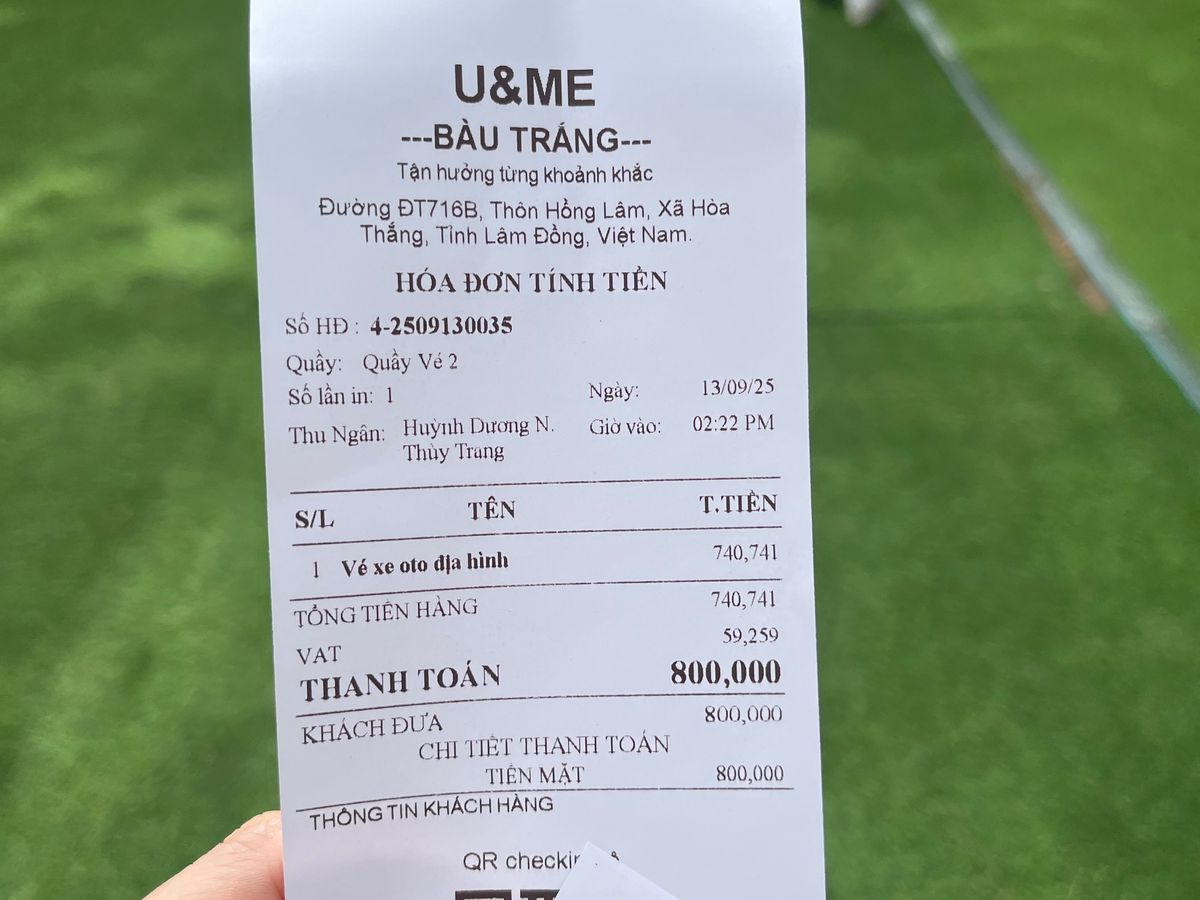 U&ME
---BÀU TRẮNG---
Tận hưởng từng khoảnh khắc
Đường ĐT716B, Thôn Hồng Lâm, Xã Hòa
Thắng, Tỉnh Lâm Đồng, Việt Nam.
HÓA ĐƠN TÍNH TIỀN
Số HĐ : 4-2509130035
Quầy: Quầy Vé 2
Số lần in: 1 Ngày: 13/09/25
Thu Ngân: Huỳnh Dương N. Giờ vào: 02:22 PM
Thùy Trang
S/L TÊN T.TIỀN
1 Vé xe oto địa hình 740,741
TỔNG TIỀN HÀNG 740,741
VAT 59,259
THANH TOÁN 800,000
KHÁCH ĐƯA 800,000
CHI TIẾT THANH TOÁN
TIỀN MẶT 800,000
THÔNG TIN KHÁCH HÀNG
QR